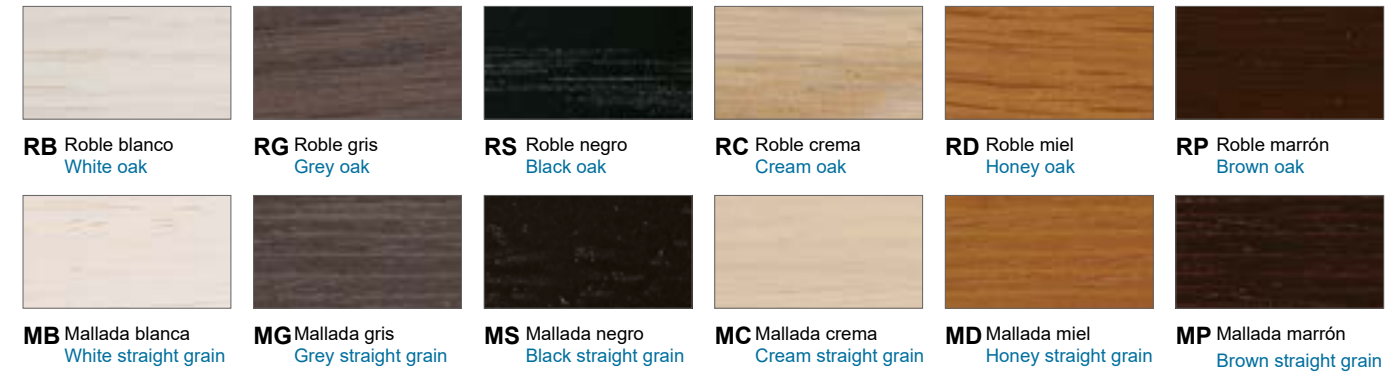 RB Roble blanco
White oak
RG Roble gris
Grey oak
RS Roble negro
Black oak
RC Roble crema
Cream oak
RD Roble miel
Honey oak
RP Roble marrón
Brown oak
MB Mallada blanca
White straight grain
MG Mallada gris
Grey straight grain
MS Mallada negro
Black straight grain
MC Mallada crema
Cream straight grain
MD Mallada miel
Honey straight grain
MP Mallada marrón
Brown straight grain